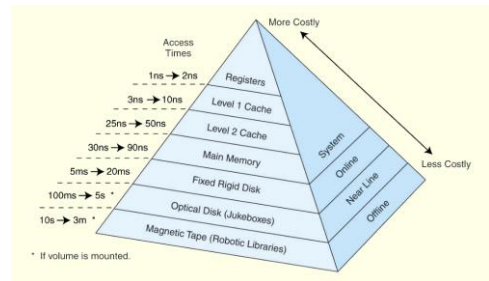 More Costly
Access
Times
1ns → 2ns
Registers
3ns → 10ns
Level 1 Cache
25ns → 50ns
Level 2 Cache
30ns → 90ns
Main Memory
System
5ms → 20ms
Fixed Rigid Disk
Online
Less Costly
100ms → 5s *
Optical Disk (Jukeboxes)
Near Line
10s → 3m *
Magnetic Tape (Robotic Libraries)
Offline
* If volume is mounted.